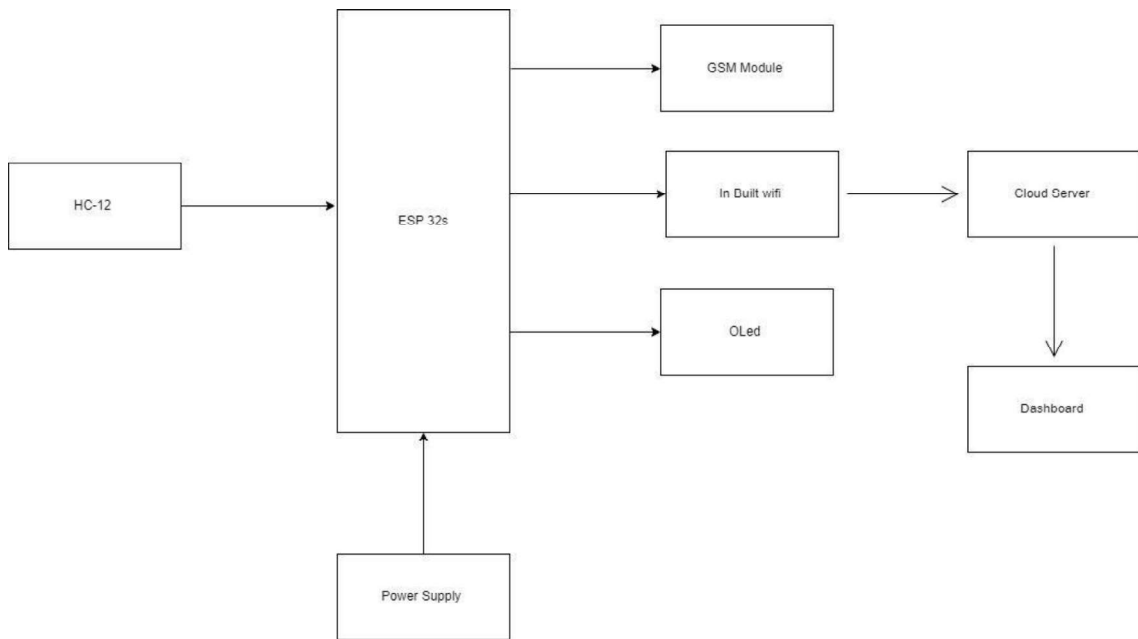 GSM Module
In Built wifi
Cloud Server
HC-12
ESP 32s
OLed
Dashboard
Power Supply